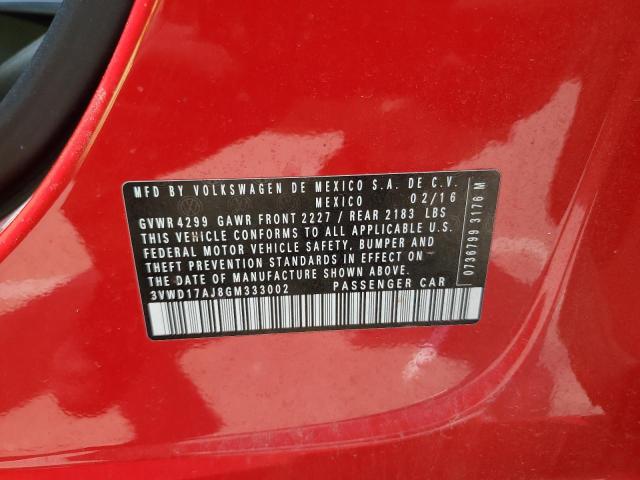 MFD BY VOLKSWAGEN DE MEXICO S.A. DE C.V.
MEXICO 02/16
GVWR 4299 GAWR FRONT 2227 / REAR 2183 LBS
THIS VEHICLE CONFORMS TO ALL APPLICABLE U.S.
FEDERAL MOTOR VEHICLE SAFETY, BUMPER AND
THEFT PREVENTION STANDARDS IN EFFECT ON
THE DATE OF MANUFACTURE SHOWN ABOVE.
3VWD17AJ8GM333002 PASSENGER CAR
0736799 3176 M